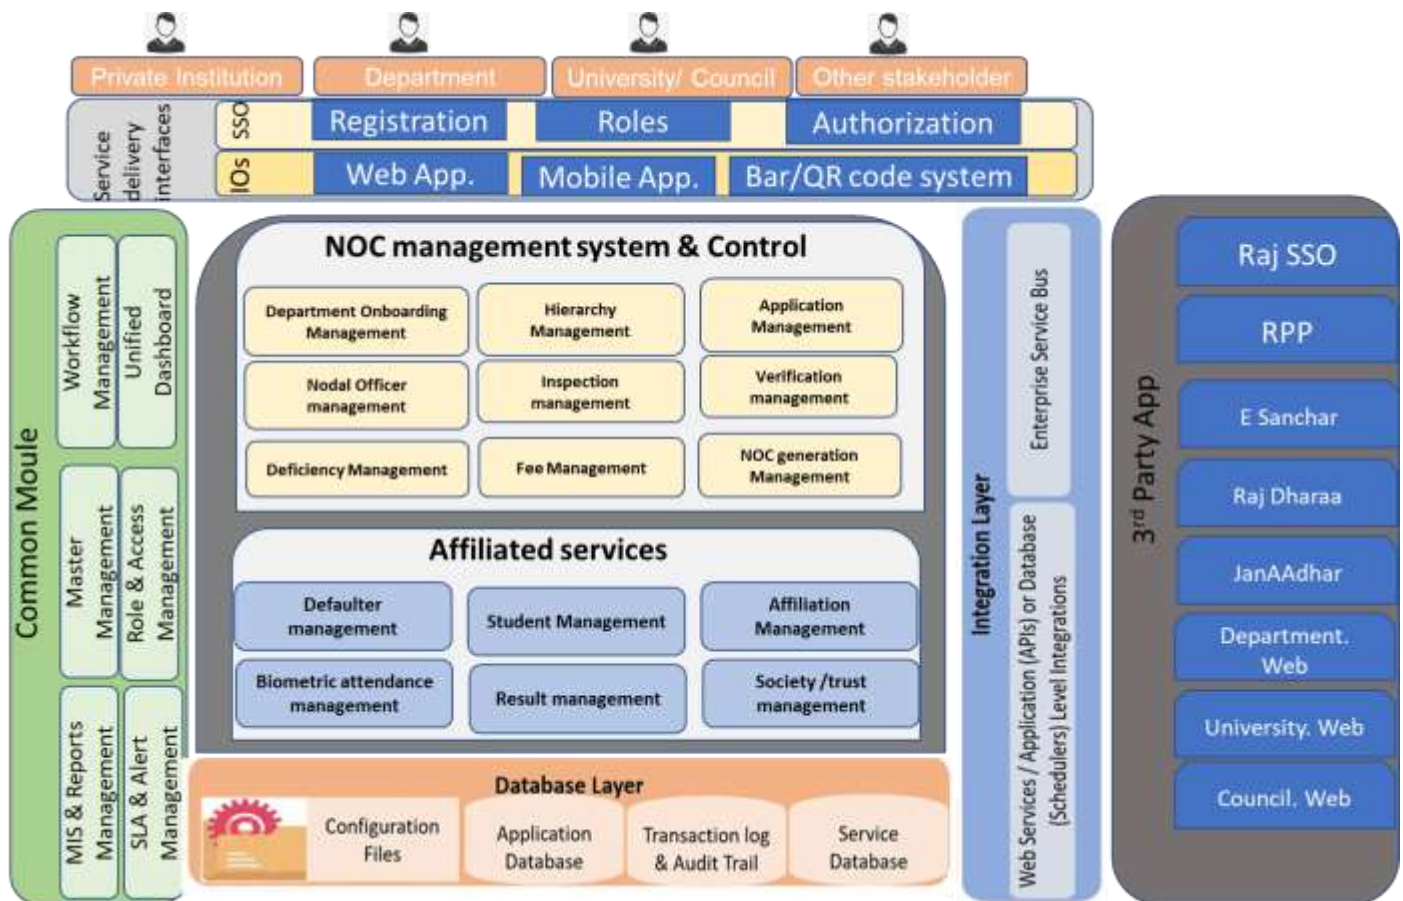 Private Institution
Department
University/ Council
Other stakeholder
Service
delivery
interfaces
SSO
Registration
Roles
Authorization
IOs
Web App.
Mobile App.
Bar/QR code system
Common Moule
Workflow
Management
Unified
Dashboard
Master
Management
Role & Access
Management
MIS & Reports
Management
SLA & Alert
Management
NOC management system & Control
Department Onboarding
Management
Hierarchy
Management
Application
Management
Nodal Officer
management
Inspection
management
Verification
management
Deficiency Management
Fee Management
NOC generation
Management
Affiliated services
Defaulter
management
Student Management
Affiliation
Management
Biometric attendance
management
Result management
Society /trust
management
Database Layer
Configuration
Files
Application
Database
Transaction log
& Audit Trail
Service
Database
Integration Layer
Enterprise Service Bus
Web Services / Application (APIs) or Database
(Schedulers) Level Integrations
3rd Party App
Raj SSO
RPP
E Sanchar
Raj Dharaa
JanAAdhar
Department.
Web
University. Web
Council. Web